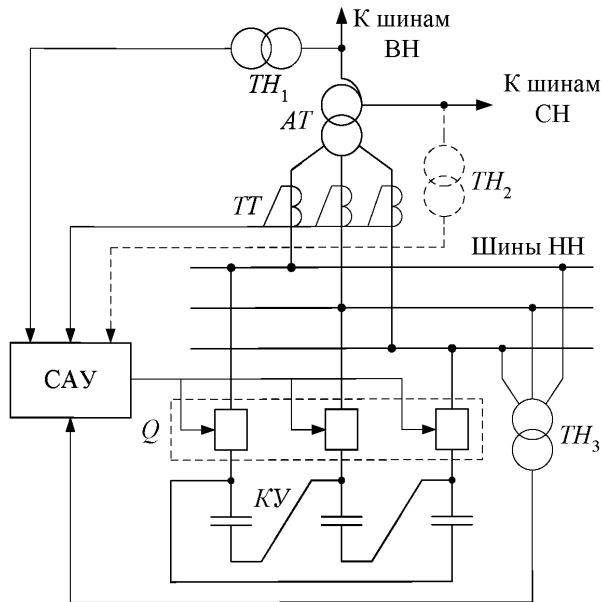 К шинам
ВН
ТН₁
К шинам
СН
АТ
ТН₂
ТТ
Шины НН
САУ
Q
ТН₃
КУ